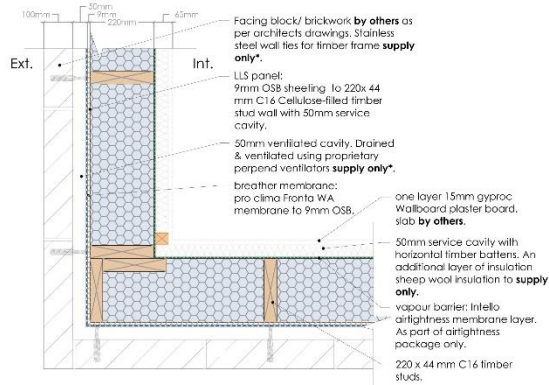 50mm
100mm
9mm
65mm
220mm
Ext.
Int.
Facing block/ brickwork by others as
per architects drawings. Stainless
steel wall ties for timber frame supply
only*.
LLS panel:
9mm OSB sheeting to 220x 44
mm C16 Cellulose-filled timber
stud wall with 50mm service
cavity.
50mm ventilated cavity. Drained
& ventilated using proprietary
perpend ventilators supply only*.
breather membrane:
pro clima Fronta WA
membrane to 9mm OSB.
one layer 15mm gyproc
Wallboard plaster board.
slab by others.
50mm service cavity with
horizontal timber battens. An
additional layer of insulation
sheep wool insulation to supply
only.
vapour barrier: Intello
airtightness membrane layer.
As part of airtightness
package only.
220 x 44 mm C16 timber
studs.